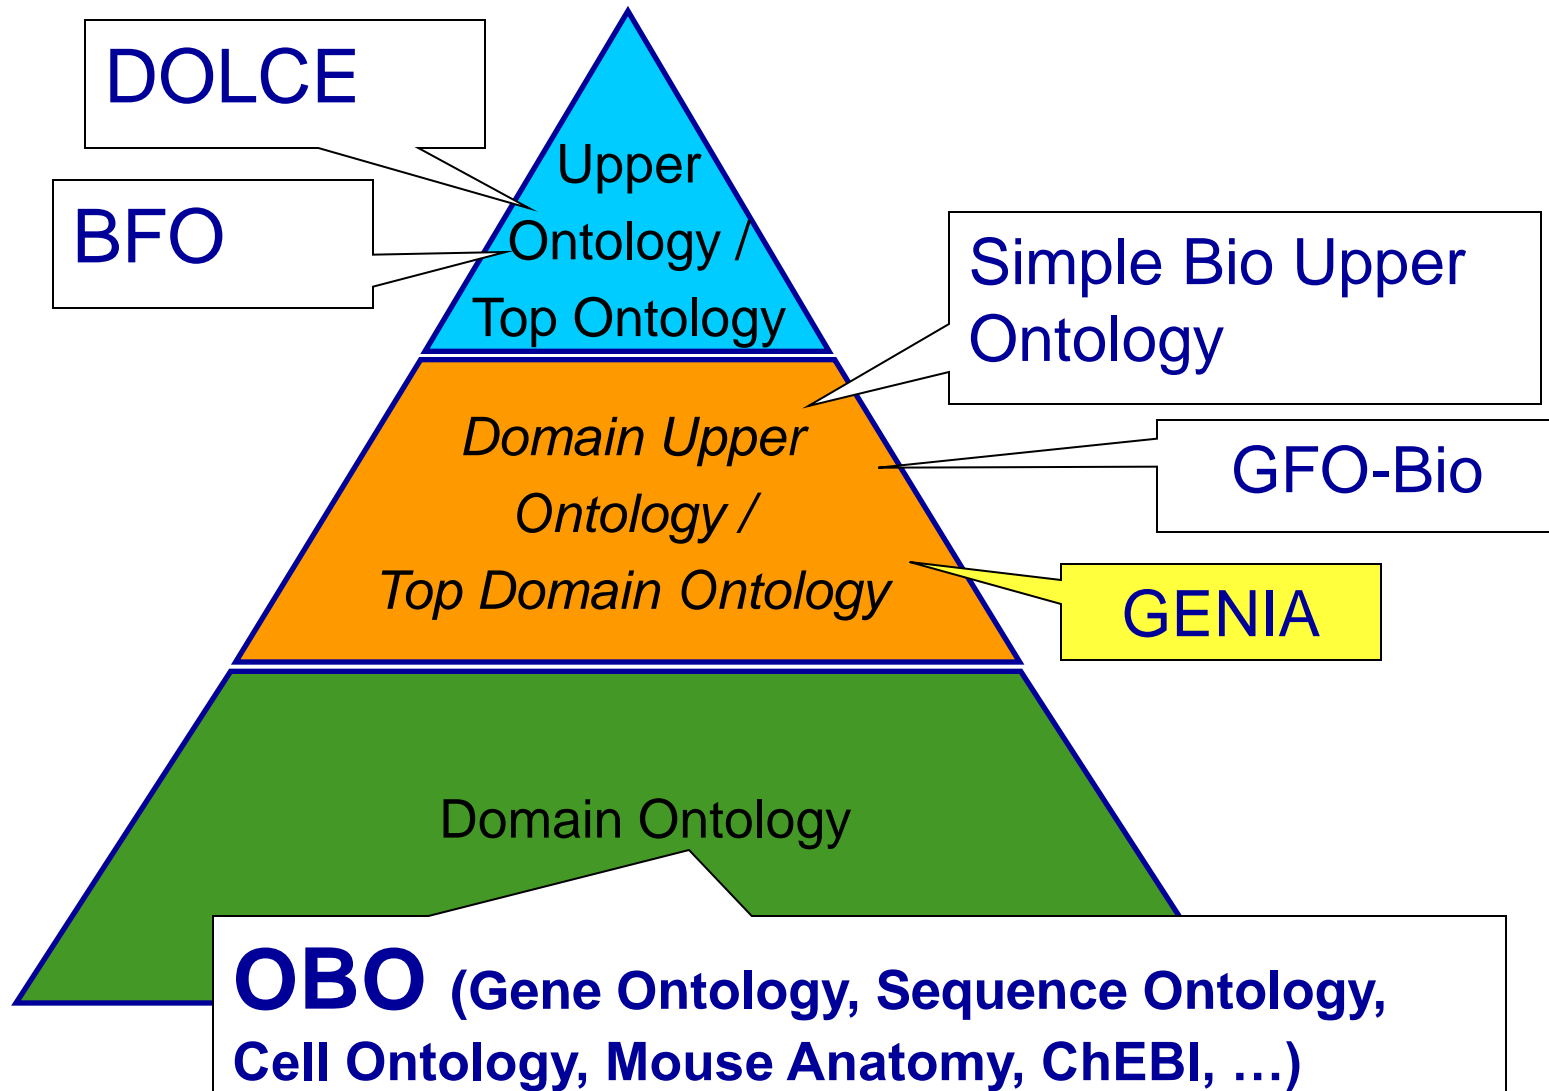 DOLCE
BFO
Upper
Ontology /
Top Ontology
Simple Bio Upper
Ontology
Domain Upper
Ontology /
Top Domain Ontology
GFO-Bio
GENIA
Domain Ontology
OBO (Gene Ontology, Sequence Ontology,
Cell Ontology, Mouse Anatomy, ChEBI, …)